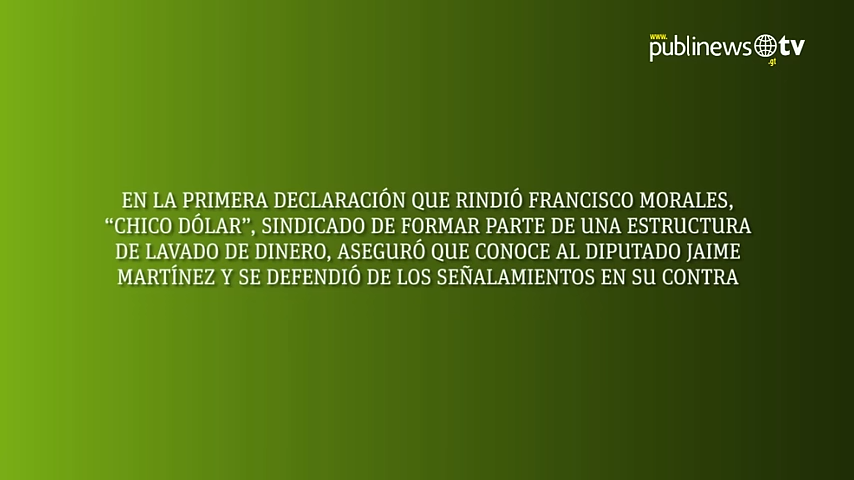 www.
publinews tv
.gt
EN LA PRIMERA DECLARACIÓN QUE RINDIÓ FRANCISCO MORALES,
“CHICO DÓLAR”, SINDICADO DE FORMAR PARTE DE UNA ESTRUCTURA
DE LAVADO DE DINERO, ASEGURÓ QUE CONOCE AL DIPUTADO JAIME
MARTÍNEZ Y SE DEFENDIÓ DE LOS SEÑALAMIENTOS EN SU CONTRA